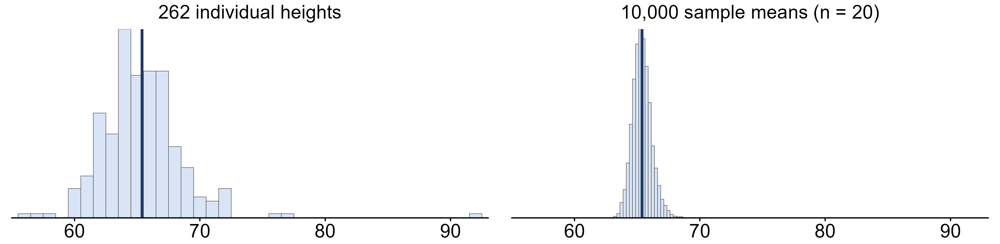 262 individual heights
60 70 80 90
10,000 sample means (n = 20)
60 70 80 90